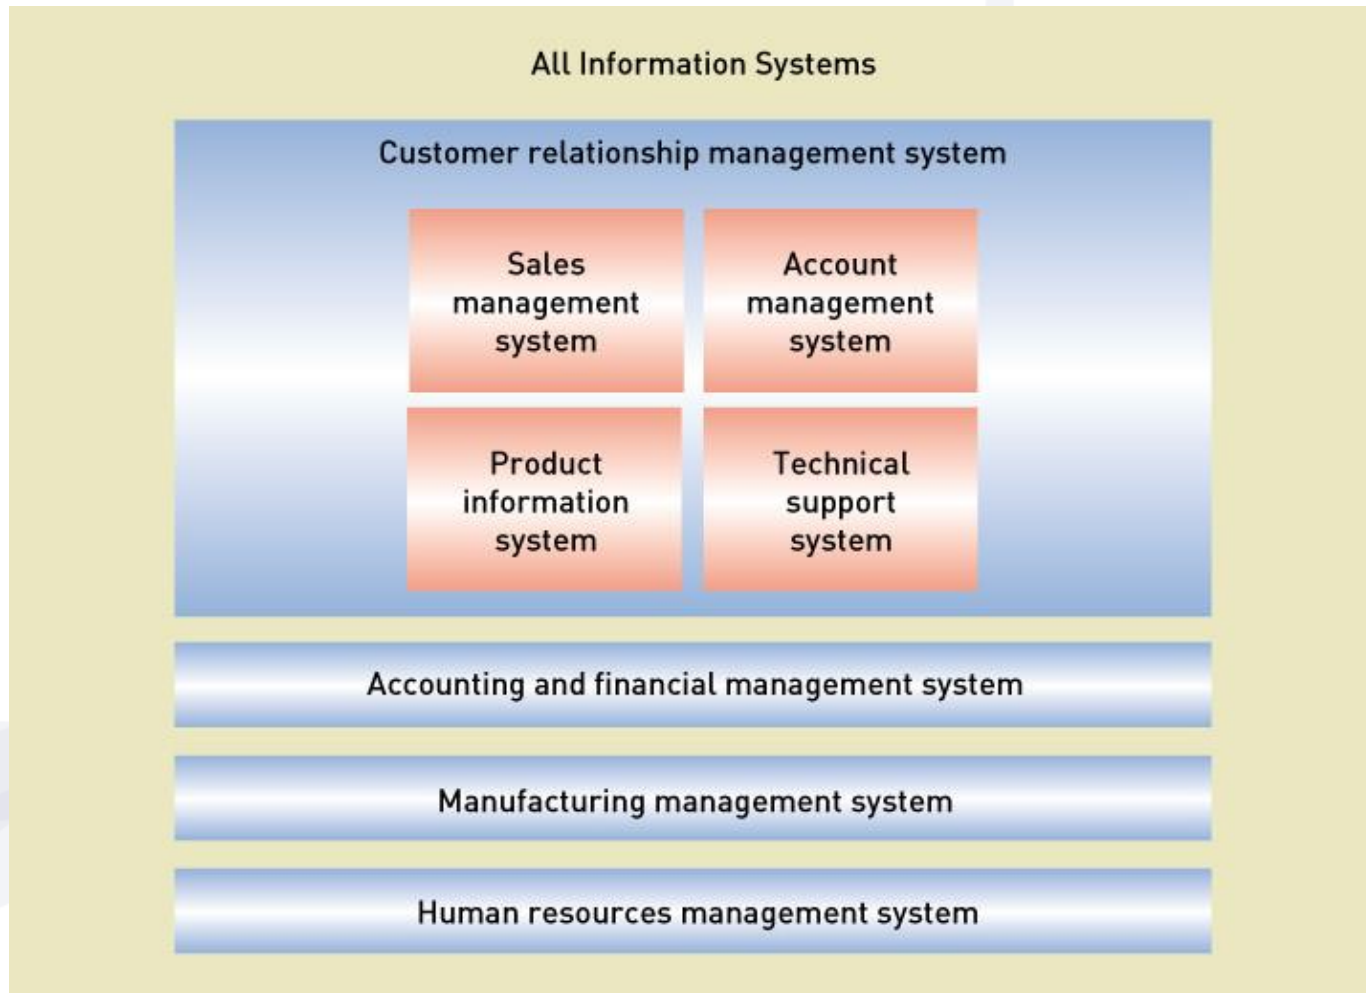 All Information Systems
Customer relationship management system
Sales
management
system
Account
management
system
Product
information
system
Technical
support
system
Accounting and financial management system
Manufacturing management system
Human resources management system